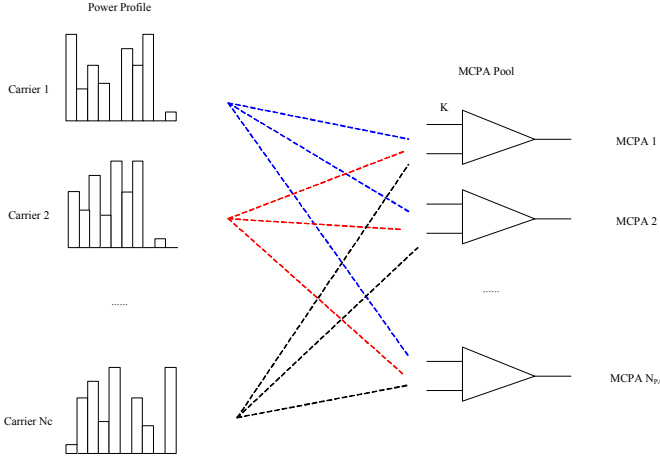 Power Profile
MCPA Pool
Carrier 1
K
MCPA 1
Carrier 2
MCPA 2
......
......
MCPA N
Carrier Nc